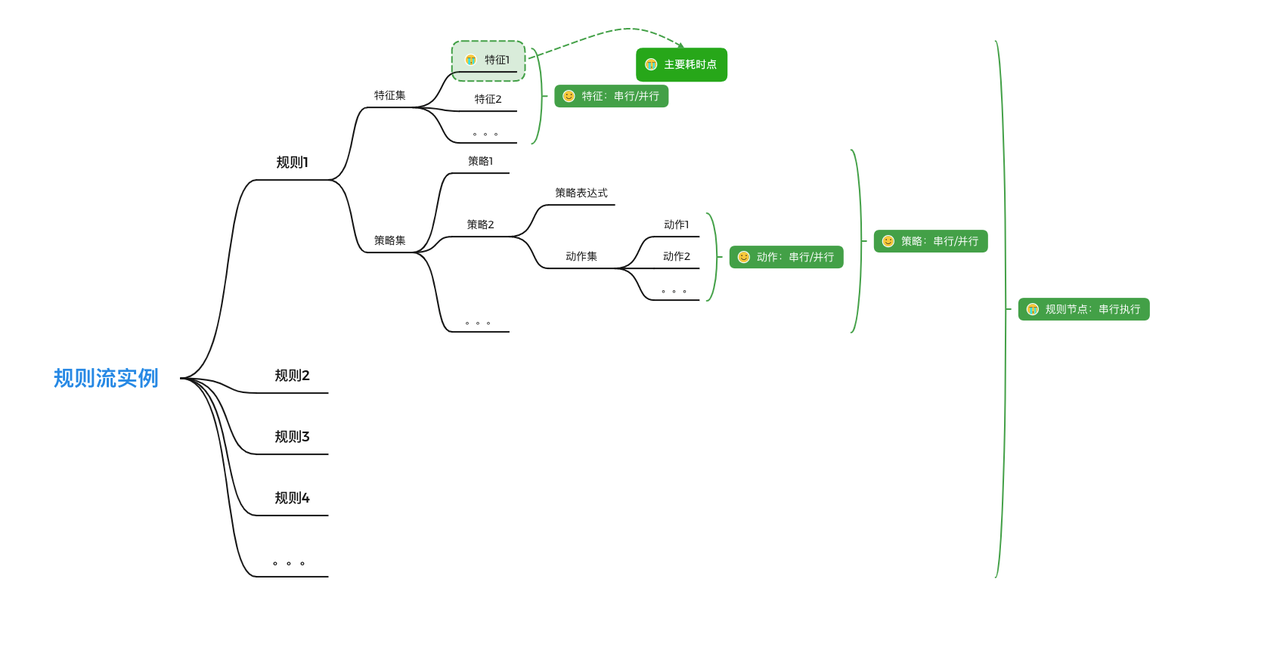 特征1
主要耗时点
特征集
特征2
特征：串行/并行
。。。
规则1
策略1
策略表达式
策略集
策略2
动作1
动作集
动作2
动作：串行/并行
策略：串行/并行
。。。
。。。
规则节点：串行执行
规则流实例
规则2
规则3
规则4
。。。